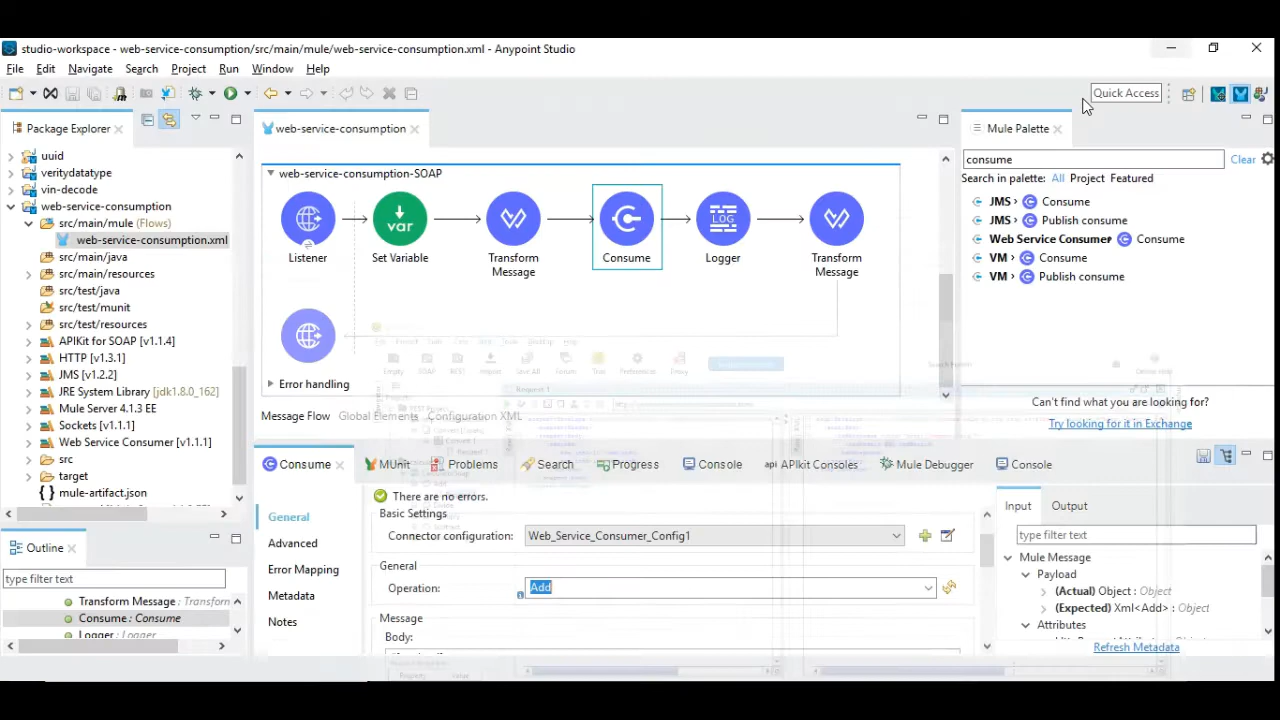 studio-workspace - web-service-consumption/src/main/mule/web-service-consumption.xml - Anypoint Studio
File Edit Navigate Search Project Run Window Help
Quick Access
Package Explorer
uuid
veritydatatype
vin-decode
web-service-consumption
src/main/mule (Flows)
web-service-consumption.xml
src/main/java
src/main/resources
src/test/java
src/test/munit
src/test/resources
APIKit for SOAP [v1.1.4]
HTTP [v1.3.1]
JMS [v1.2.2]
JRE System Library [jdk1.8.0_162]
Mule Server 4.1.3 EE
Sockets [v1.1.1]
Web Service Consumer [v1.1.1]
src
target
mule-artifact.json
Outline
type filter text
Transform Message : Transform
Consume : Consume
Logger : Logger
web-service-consumption
web-service-consumption-SOAP
var
LOG
Listener
Set Variable
Transform Message
Consume
Logger
Transform Message
Error handling
Message Flow Global Elements Configuration XML
Mule Palette
consume
Clear
Search in palette: All Project Featured
JMS > Consume
JMS > Publish consume
Web Service Consumer Consume
VM > Consume
VM > Publish consume
Can't find what you are looking for?
Try looking for it in Exchange
Consume MUnit Problems Search Progress Console api APIkit Consoles Mule Debugger Console
There are no errors.
General
Advanced
Error Mapping
Metadata
Notes
Basic Settings
Connector configuration: Web_Service_Consumer_Config1
General
Operation: Add
Message
Body:
Input Output
type filter text
Mule Message
Payload
(Actual) Object : Object
(Expected) Xml<Add> : Object
Attributes
Refresh Metadata